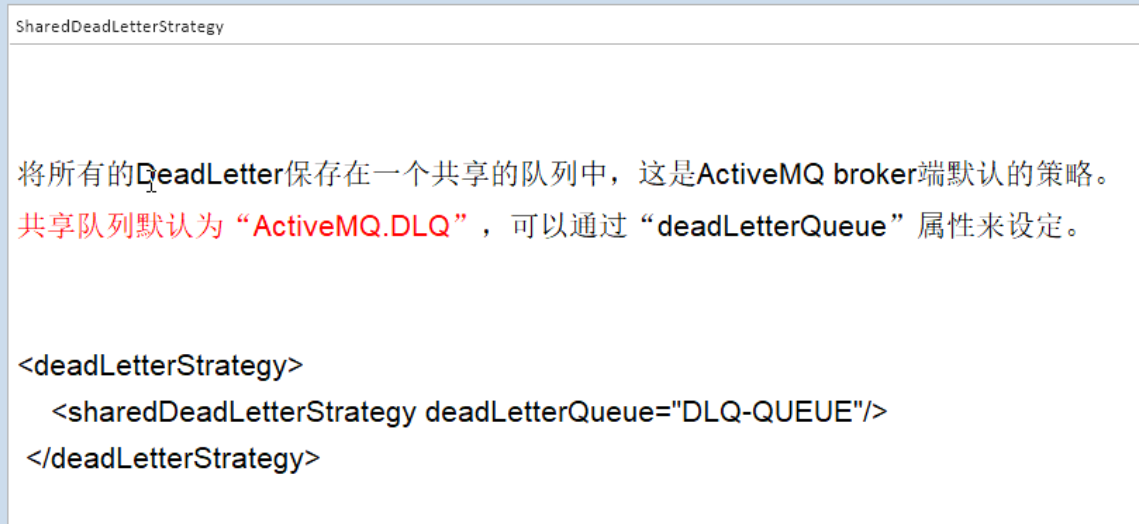 SharedDeadLetterStrategy
将所有的DeadLetter保存在一个共享的队列中，这是ActiveMQ broker端默认的策略。
共享队列默认为“ActiveMQ.DLQ”，可以通过“deadLetterQueue”属性来设定。
<deadLetterStrategy>
<sharedDeadLetterStrategy deadLetterQueue="DLQ-QUEUE"/>
</deadLetterStrategy>